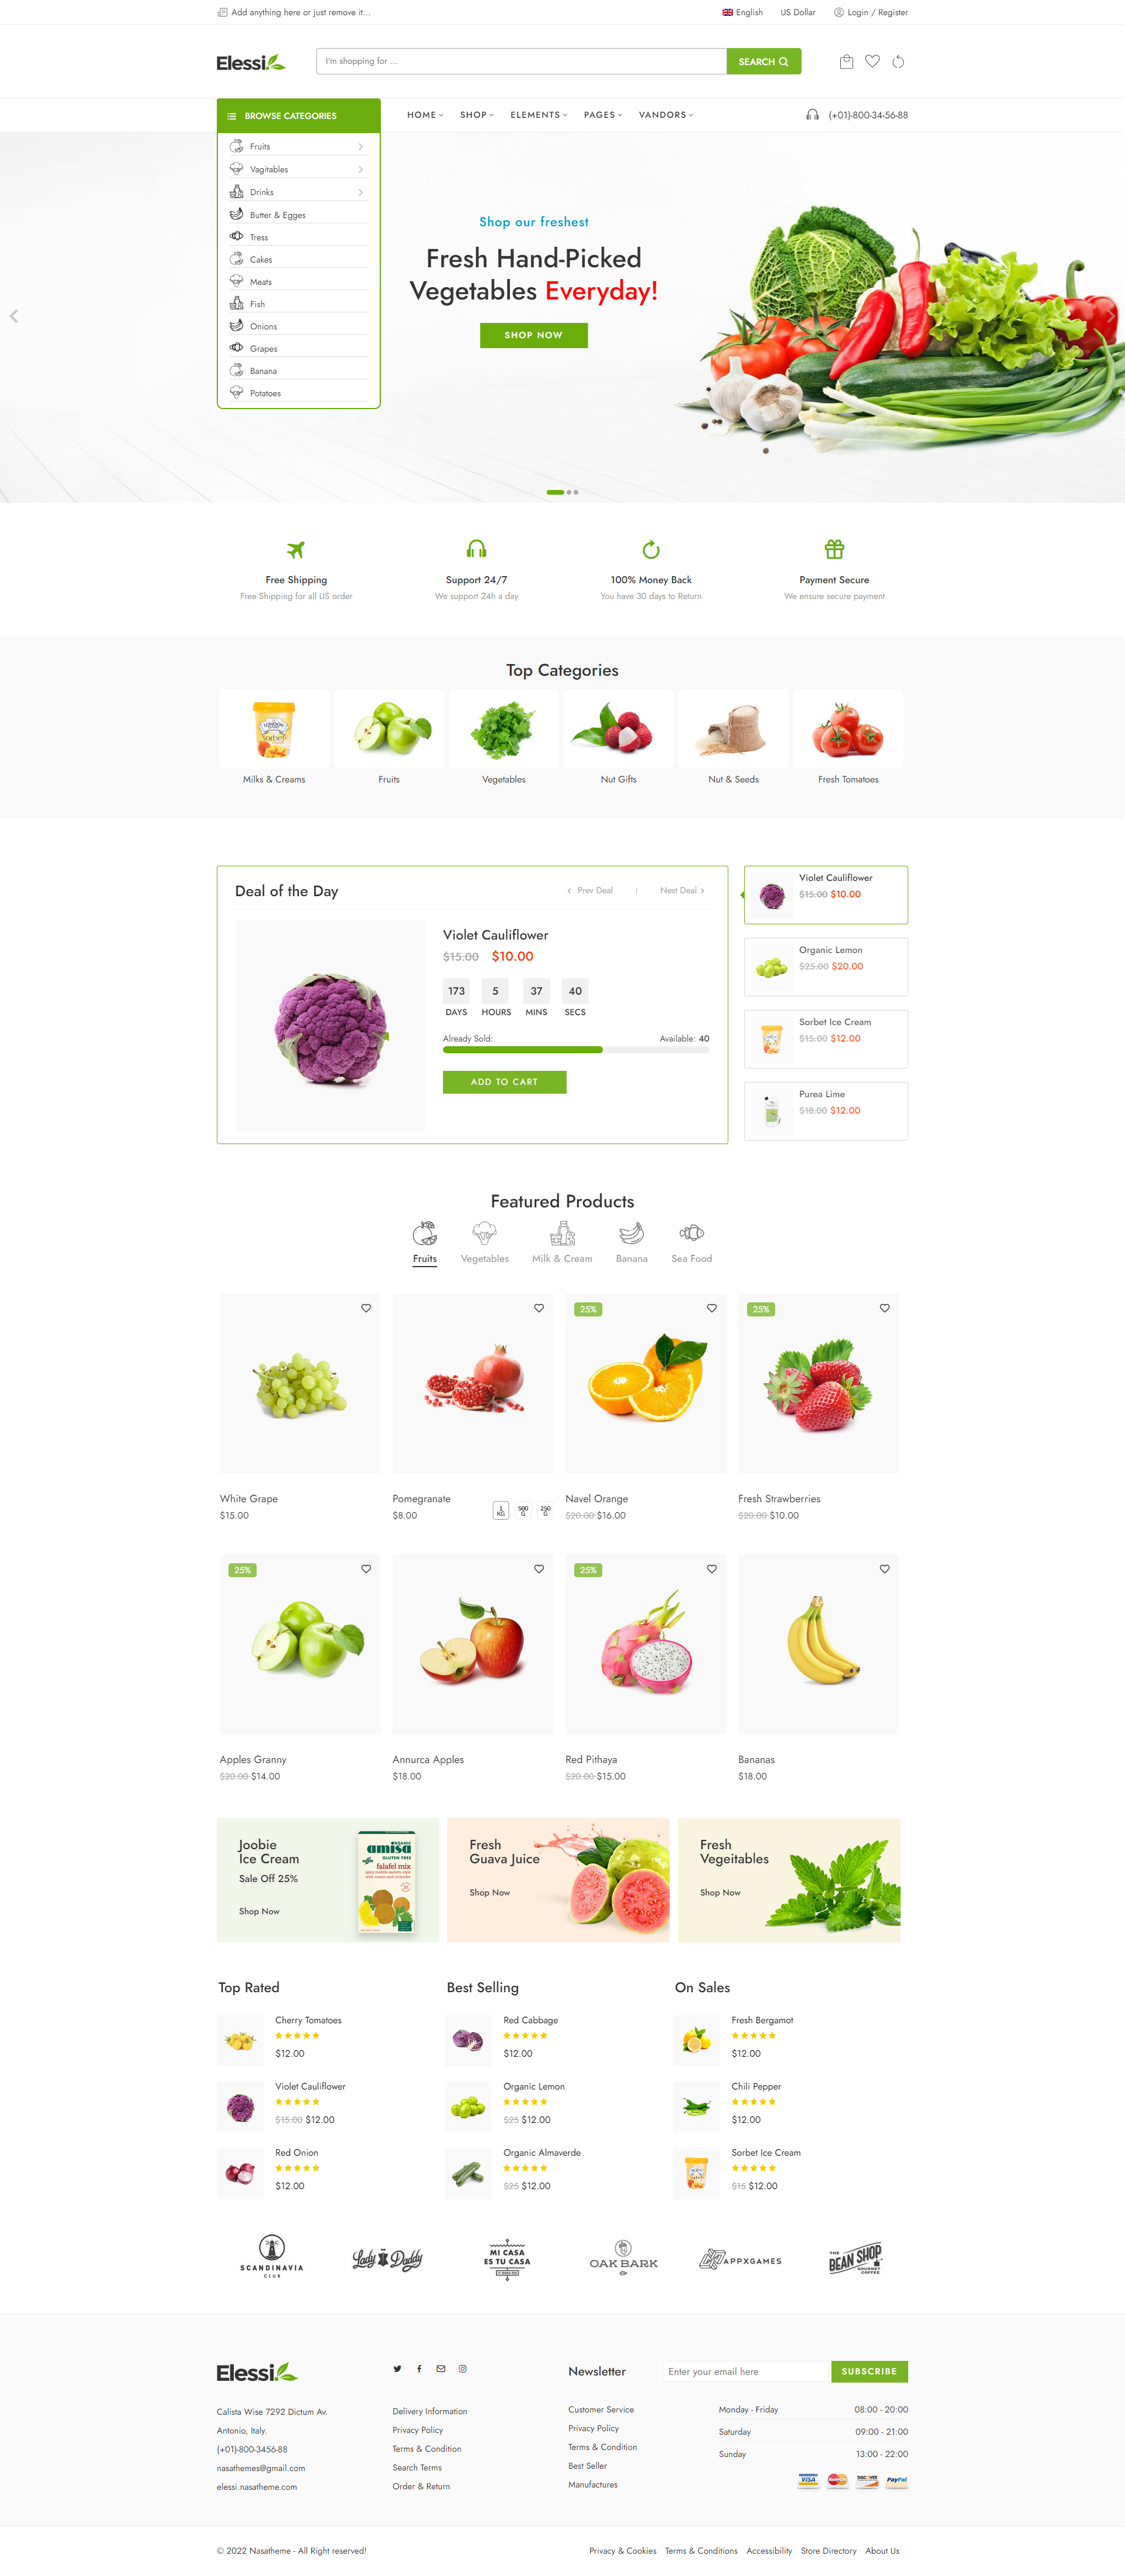 Add anything here or just remove it...
English
US Dollar
Login / Register
Elessi
I'm shopping for ...
SEARCH
BROWSE CATEGORIES
HOME
SHOP
ELEMENTS
PAGES
VANDORS
(+01)-800-34-56-88
Fruits
Vagitables
Drinks
Butter & Egges
Tress
Cakes
Meats
Fish
Onions
Grapes
Banana
Potatoes
Shop our freshest
Fresh Hand-Picked
Vegetables Everyday!
SHOP NOW
Free Shipping
Free Shipping for all US order
Support 24/7
We support 24h a day
100% Money Back
You have 30 days to Return
Payment Secure
We ensure secure payment
Top Categories
Milks & Creams
Fruits
Vegetables
Nut Gifts
Nut & Seeds
Fresh Tomatoes
Deal of the Day
Prev Deal
Next Deal
Violet Cauliflower
$15.00 $10.00
173 5 37 40
DAYS HOURS MINS SECS
Already Sold:
Available: 40
ADD TO CART
Violet Cauliflower
$15.00 $10.00
Organic Lemon
$25.00 $20.00
Sorbet Ice Cream
$15.00 $12.00
Purea Lime
$18.00 $12.00
Featured Products
Fruits
Vegetables
Milk & Cream
Banana
Sea Food
25%
25%
White Grape
$15.00
Pomegranate
$8.00
1 KG
500 G
250 G
Navel Orange
$20.00 $16.00
Fresh Strawberries
$20.00 $10.00
25%
25%
Apples Granny
$20.00 $14.00
Annurca Apples
$18.00
Red Pithaya
$20.00 $15.00
Bananas
$18.00
Joobie
Ice Cream
Sale Off 25%
Shop Now
ORGANIC
amisa
GLUTEN FREE
falafel mix
Fresh
Guava Juice
Shop Now
Fresh
Vegeitables
Shop Now
Top Rated
Cherry Tomatoes
$12.00
Violet Cauliflower
$15.00 $12.00
Red Onion
$12.00
Best Selling
Red Cabbage
$12.00
Organic Lemon
$25 $12.00
Organic Almaverde
$25 $12.00
On Sales
Fresh Bergamot
$12.00
Chili Pepper
$12.00
Sorbet Ice Cream
$15 $12.00
SCANDINAVIA
CLUB
Lady Daddy
MI CASA
ES TU CASA
OAK BARK
APPXGAMES
THE
BEAN SHOP
GOURMET
COFFEE
Elessi
Calista Wise 7292 Dictum Av.
Antonio, Italy.
(+01)-800-3456-88
nasathemes@gmail.com
elessi.nasatheme.com
Delivery Information
Privacy Policy
Terms & Condition
Search Terms
Order & Return
Newsletter
Enter your email here
SUBSCRIBE
Customer Service
Privacy Policy
Terms & Condition
Best Seller
Manufactures
Monday - Friday 08:00 - 20:00
Saturday 09:00 - 21:00
Sunday 13:00 - 22:00
VISA
MasterCard
DISCOVER
PayPal
© 2022 Nasatheme - All Right reserved!
Privacy & Cookies
Terms & Conditions
Accessibility
Store Directory
About Us